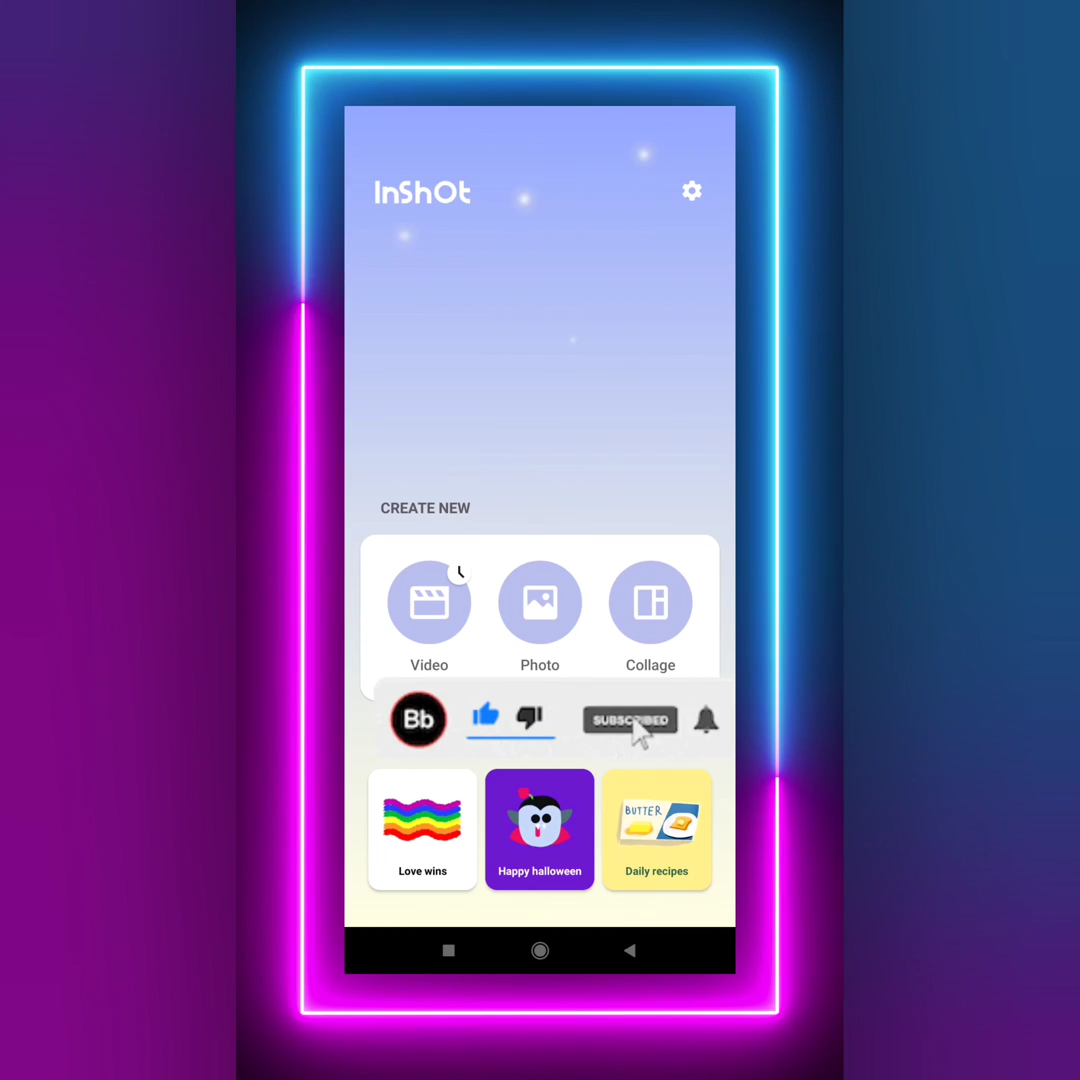 InShOt
CREATE NEW
Video
Photo
Collage
Bb
SUBSCRIBED
BUTTER
Love wins
Happy halloween
Daily recipes